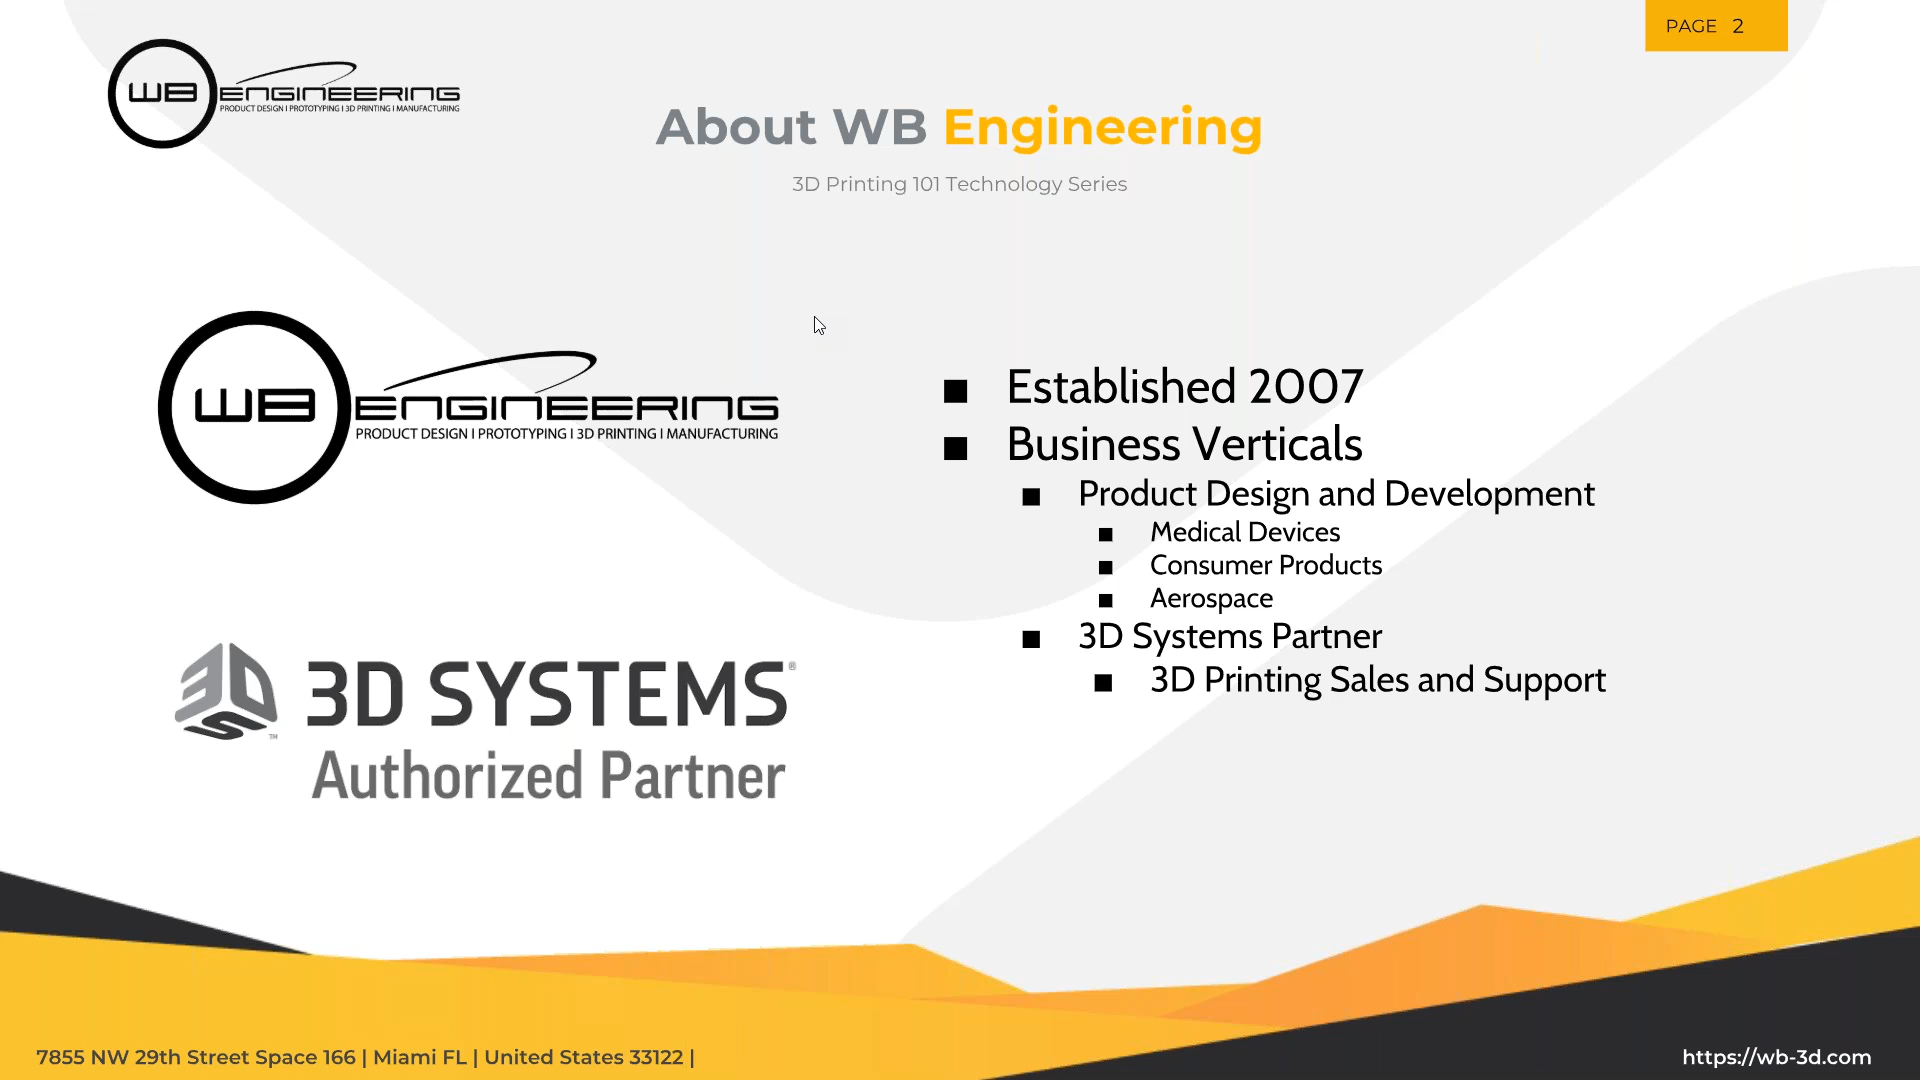 PAGE 2
WB ENGINEERING
PRODUCT DESIGN I PROTOTYPING I 3D PRINTING I MANUFACTURING
About WB Engineering
3D Printing 101 Technology Series
WB ENGINEERING
PRODUCT DESIGN I PROTOTYPING I 3D PRINTING I MANUFACTURING
■ Established 2007
■ Business Verticals
■ Product Design and Development
■ Medical Devices
■ Consumer Products
■ Aerospace
■ 3D Systems Partner
■ 3D Printing Sales and Support
3DS™ 3D SYSTEMS®
Authorized Partner
7855 NW 29th Street Space 166 | Miami FL | United States 33122 |
https://wb-3d.com